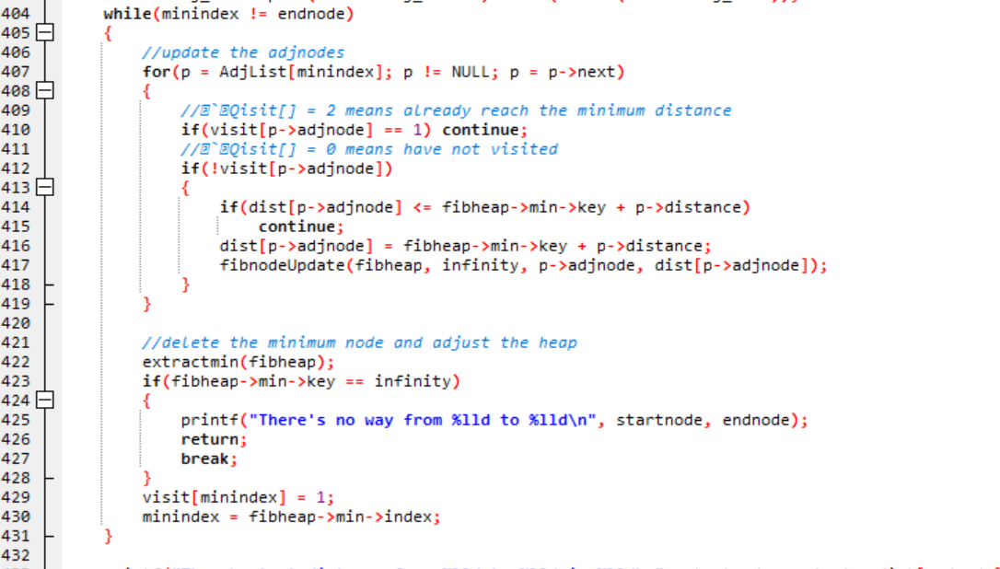 404 while(minindex != endnode)
405 {
406 //update the adjnodes
407 for(p = AdjList[minindex]; p != NULL; p = p->next)
408 {
409 //`Qisit[] = 2 means already reach the minimum distance
410 if(visit[p->adjnode] == 1) continue;
411 //`Qisit[] = 0 means have not visited
412 if(!visit[p->adjnode])
413 {
414 if(dist[p->adjnode] <= fibheap->min->key + p->distance)
415 continue;
416 dist[p->adjnode] = fibheap->min->key + p->distance;
417 fibnodeUpdate(fibheap, infinity, p->adjnode, dist[p->adjnode]);
418 }
419 }
420
421 //delete the minimum node and adjust the heap
422 extractmin(fibheap);
423 if(fibheap->min->key == infinity)
424 {
425 printf("There's no way from %lld to %lld\n", startnode, endnode);
426 return;
427 break;
428 }
429 visit[minindex] = 1;
430 minindex = fibheap->min->index;
431 }
432